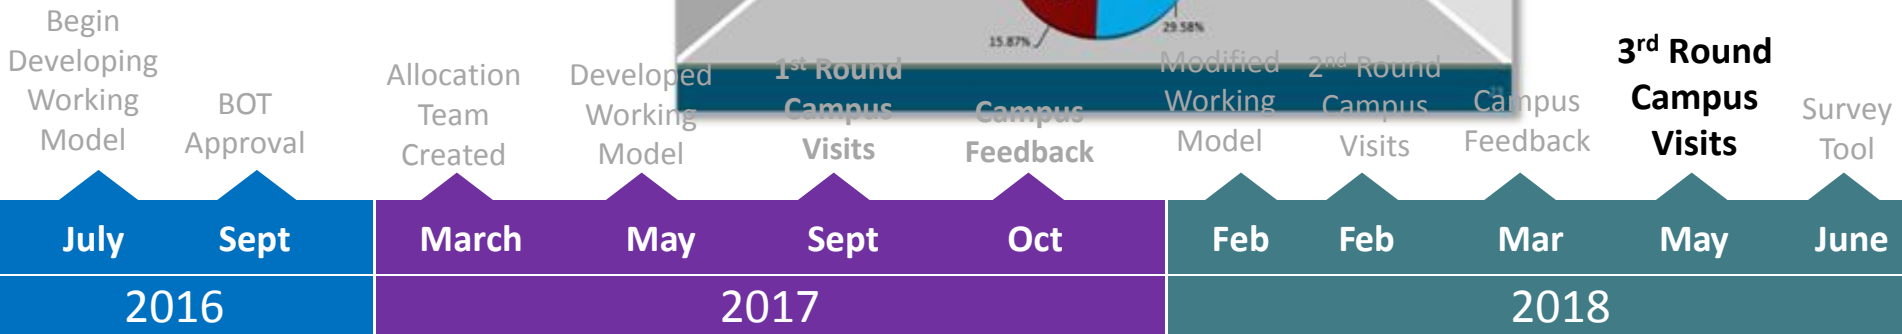 29.58%
15.87%
Begin
Developing
Working
Model
BOT
Approval
Allocation
Team
Created
Developed
Working
Model
1st Round
Campus
Visits
Campus
Feedback
Modified
Working
Model
2nd Round
Campus
Visits
Campus
Feedback
3rd Round
Campus
Visits
Survey
Tool
July Sept March May Sept Oct Feb Feb Mar May June
2016 2017 2018